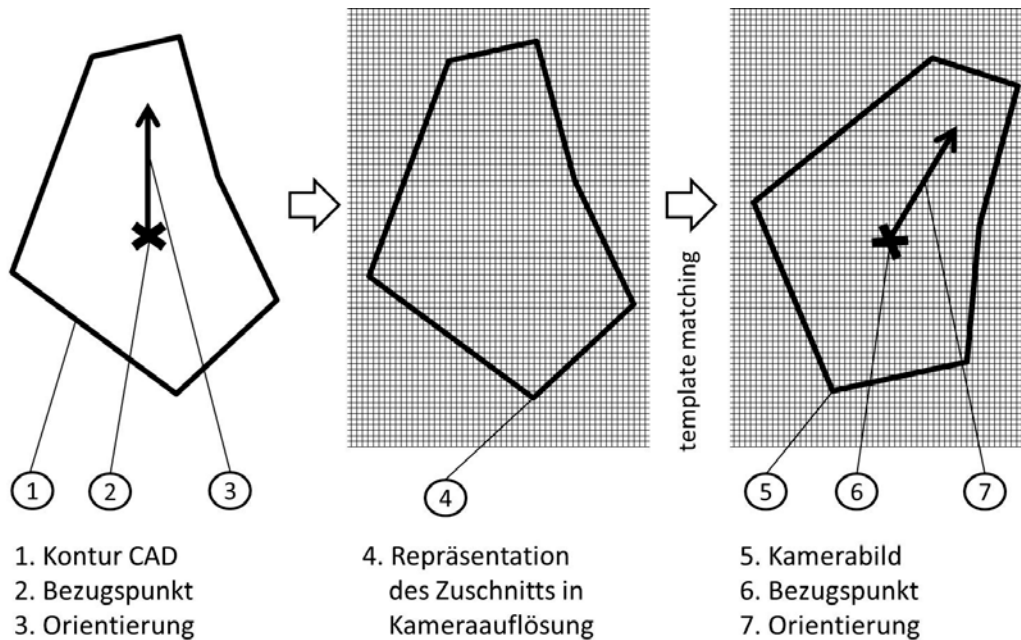 template matching
1
2
3
4
5
6
7
1. Kontur CAD
2. Bezugspunkt
3. Orientierung
4. Repräsentation
des Zuschnitts in
Kameraauflösung
5. Kamerabild
6. Bezugspunkt
7. Orientierung